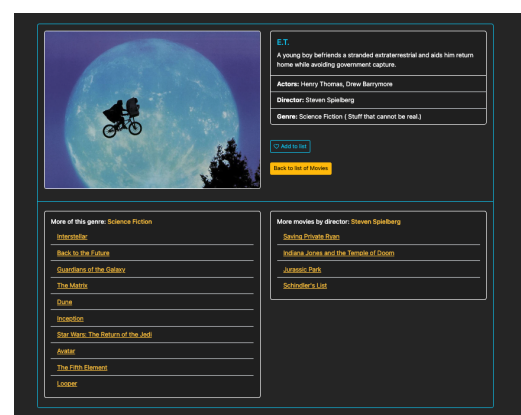 E.T.
A young boy befriends a stranded extraterrestrial and aids him return
home while avoiding government capture.
Actors: Henry Thomas, Drew Barrymore
Director: Steven Spielberg
Genre: Science Fiction ( Stuff that cannot be real.)
Add to list
Back to list of Movies
More of this genre: Science Fiction
Interstellar
Back to the Future
Guardians of the Galaxy
The Matrix
Dune
Inception
Star Wars: The Return of the Jedi
Avatar
The Fifth Element
Looper
More movies by director: Steven Spielberg
Saving Private Ryan
Indiana Jones and the Temple of Doom
Jurassic Park
Schindler's List